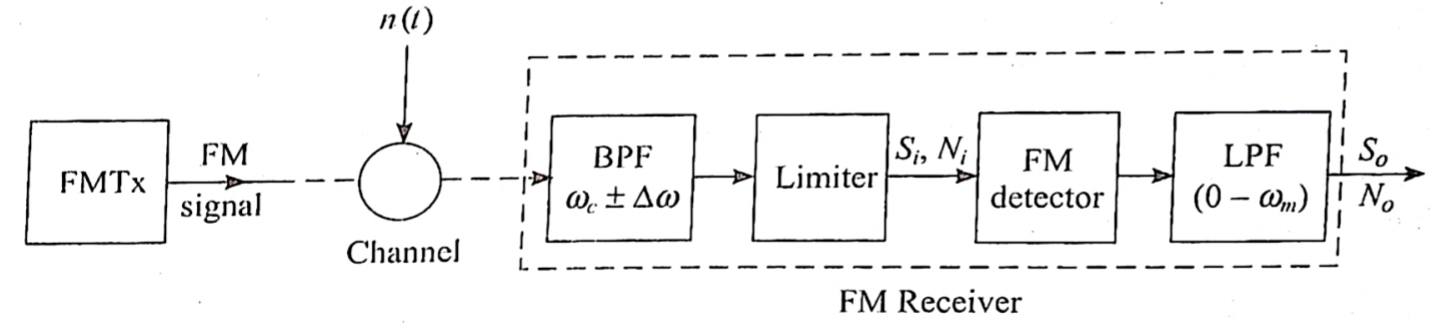 n(t)
FMTx
FM
signal
Channel
BPF
ω_c ± Δω
Limiter
S_i, N_i
FM
detector
LPF
(0 − ω_m)
S_o
N_o
FM Receiver